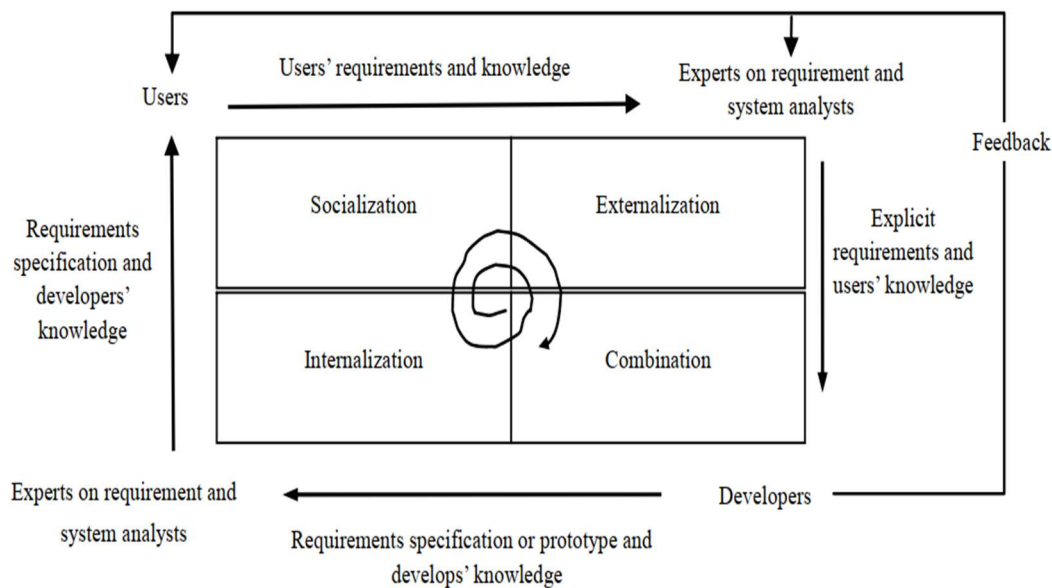 Users’ requirements and knowledge
Users
Experts on requirement and
system analysts
Feedback
Socialization
Externalization
Requirements
specification and
developers’
knowledge
Explicit
requirements and
users’ knowledge
Internalization
Combination
Experts on requirement and
system analysts
Developers
Requirements specification or prototype and
develops’ knowledge